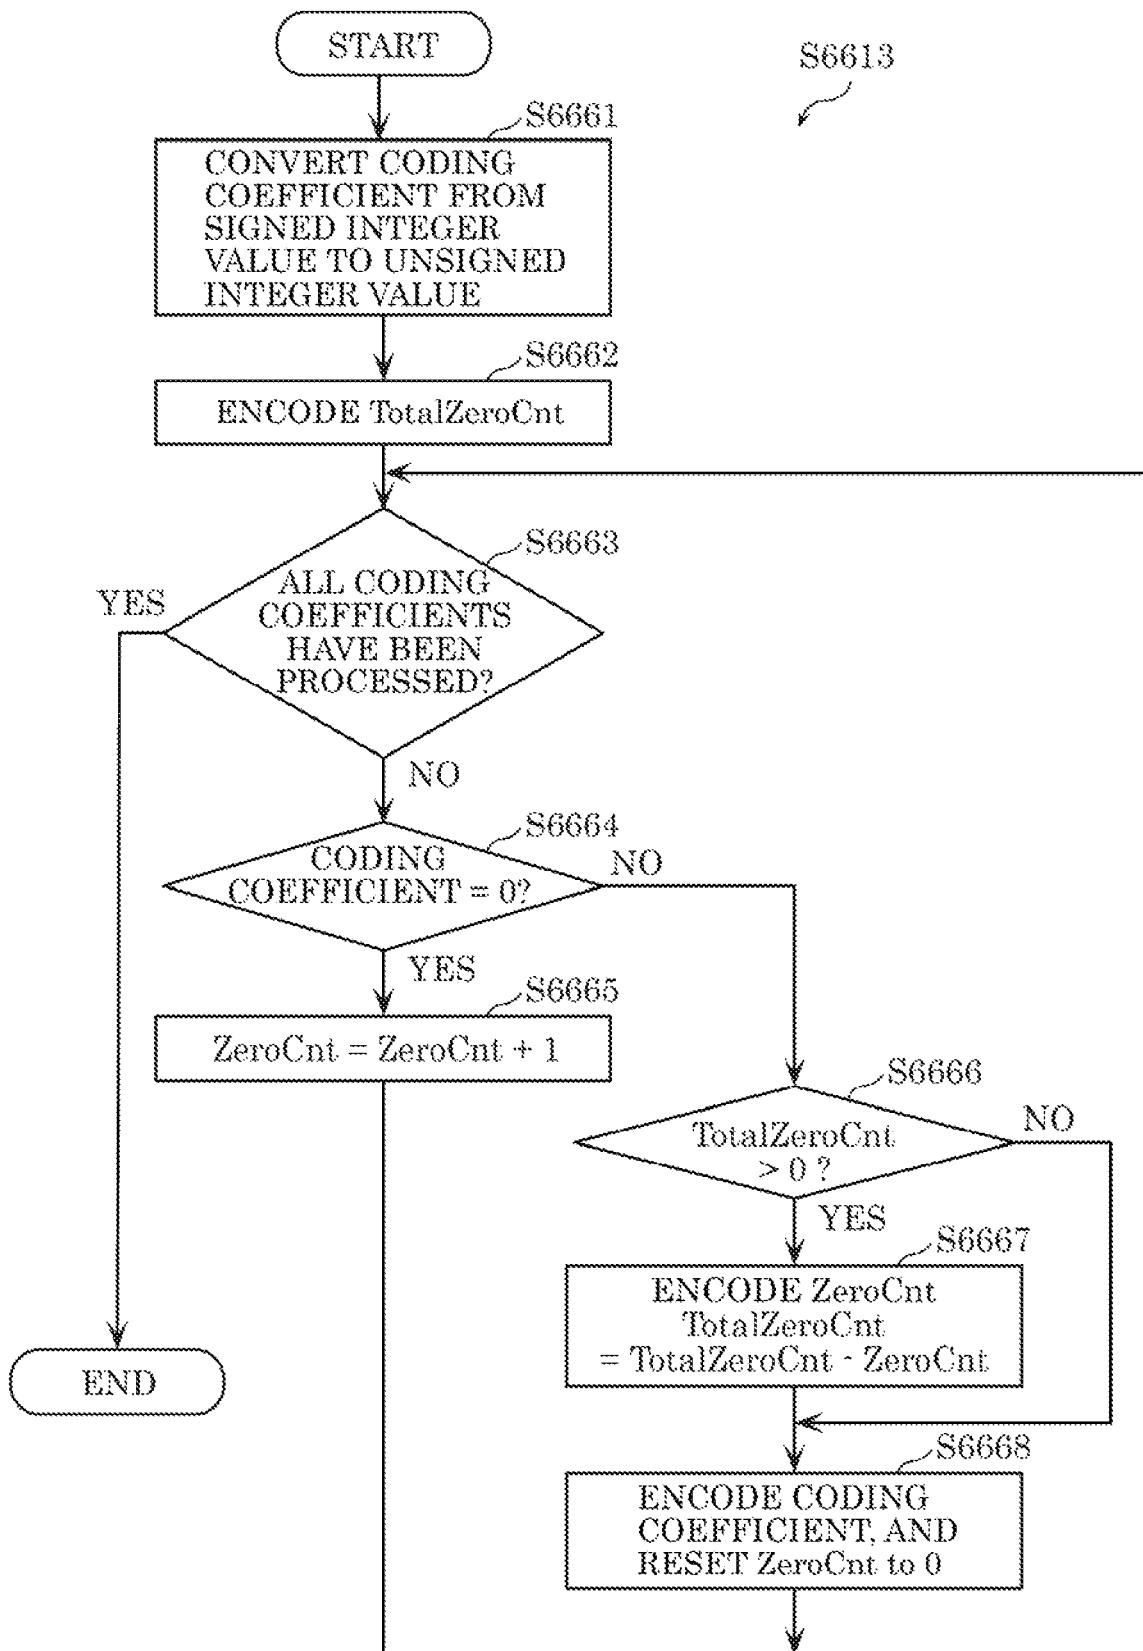 START
S6613
S6661
CONVERT CODING
COEFFICIENT FROM
SIGNED INTEGER
VALUE TO UNSIGNED
INTEGER VALUE
S6662
ENCODE TotalZeroCnt
S6663
ALL CODING
COEFFICIENTS
HAVE BEEN
PROCESSED?
YES
NO
S6664
CODING
COEFFICIENT = 0?
NO
YES
S6665
ZeroCnt = ZeroCnt + 1
S6666
TotalZeroCnt
> 0 ?
NO
YES
S6667
ENCODE ZeroCnt
TotalZeroCnt
= TotalZeroCnt - ZeroCnt
END
S6668
ENCODE CODING
COEFFICIENT, AND
RESET ZeroCnt to 0